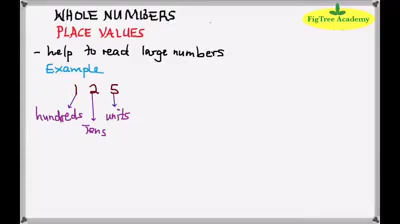 WHOLE NUMBERS
FigTree Academy
PLACE VALUES
- help to read large numbers
Example
1 2 5
hundreds units
Tens